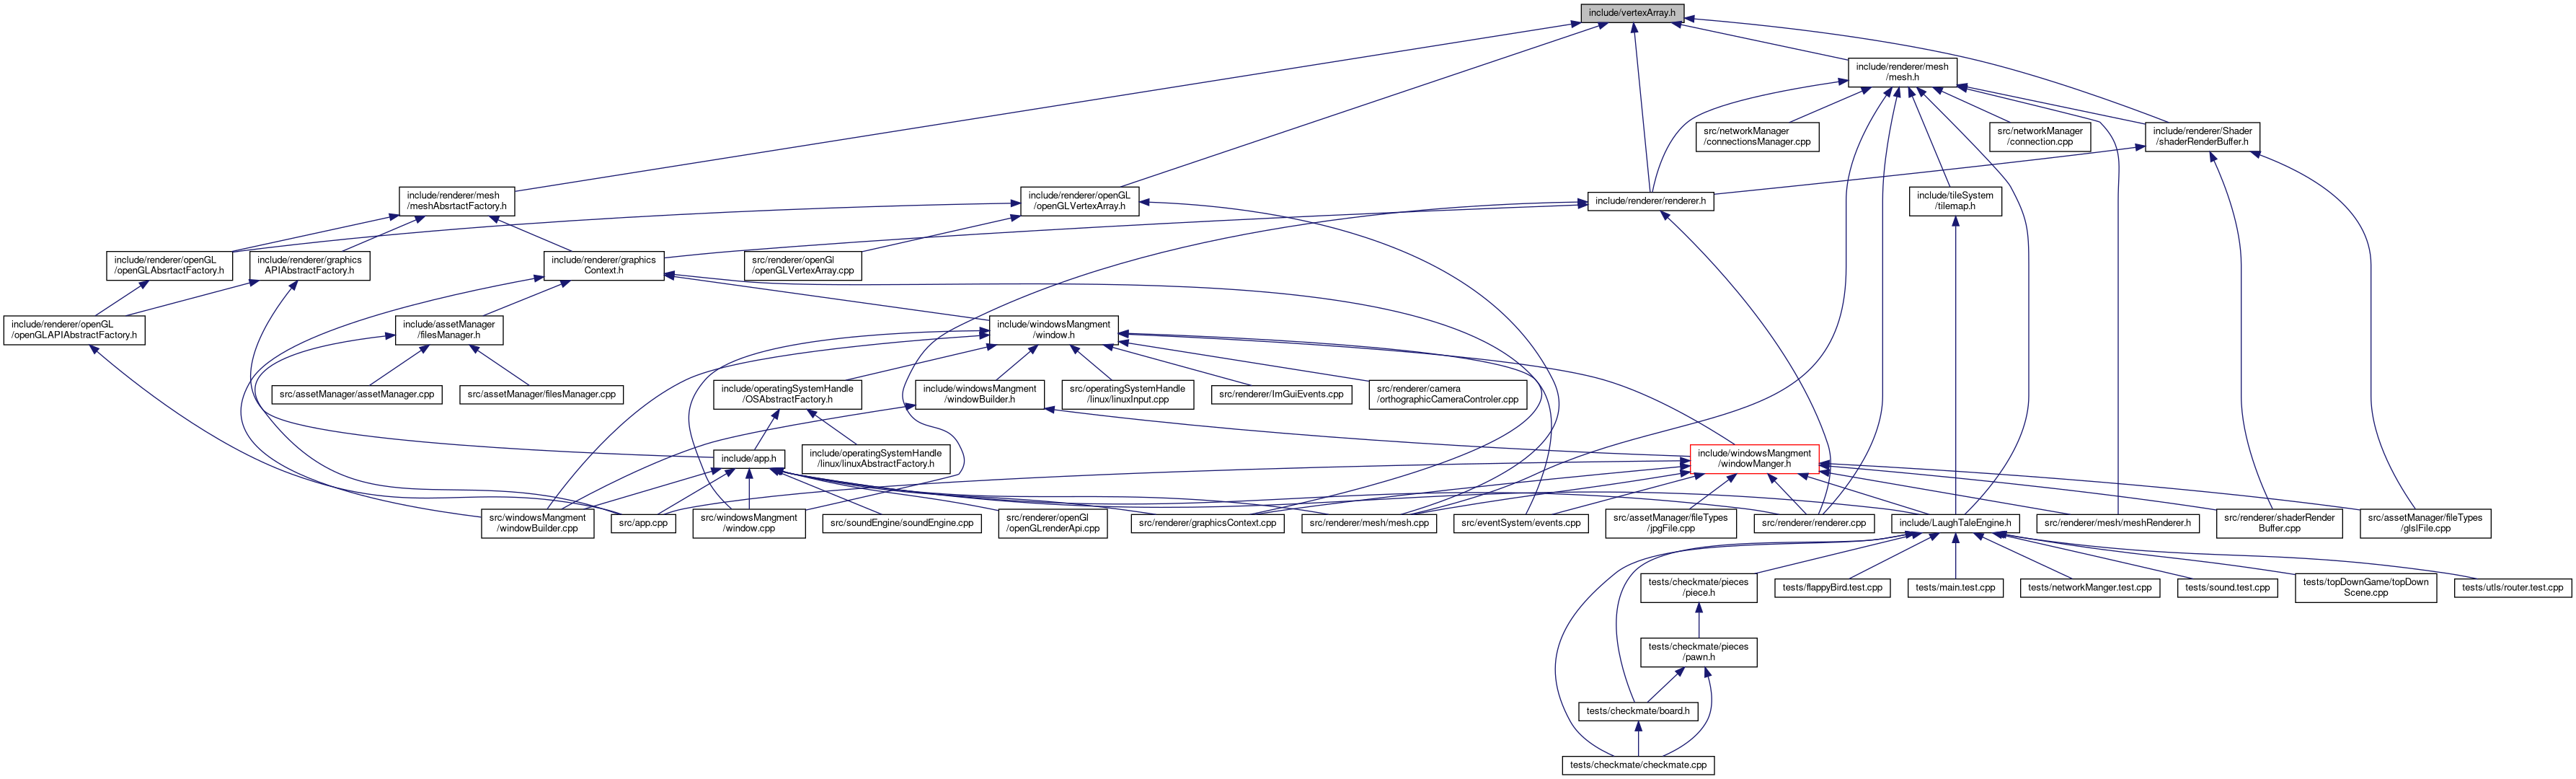 include/vertexArray.h
include/renderer/mesh
/mesh.h
src/networkManager
/connectionsManager.cpp
src/networkManager
/connection.cpp
include/renderer/Shader
/shaderRenderBuffer.h
include/renderer/mesh
/meshAbsrtactFactory.h
include/renderer/openGL
/openGLVertexArray.h
include/renderer/renderer.h
include/tileSystem
/tilemap.h
include/renderer/openGL
/openGLAbsrtactFactory.h
include/renderer/graphics
APIAbstractFactory.h
include/renderer/graphics
Context.h
src/renderer/openGl
/openGLVertexArray.cpp
include/renderer/openGL
/openGLAPIAbstractFactory.h
include/assetManager
/filesManager.h
include/windowsMangment
/window.h
src/assetManager/assetManager.cpp
src/assetManager/filesManager.cpp
include/operatingSystemHandle
/OSAbstractFactory.h
include/windowsMangment
/windowBuilder.h
src/operatingSystemHandle
/linux/linuxInput.cpp
src/renderer/ImGuiEvents.cpp
src/renderer/camera
/orthographicCameraControler.cpp
include/app.h
include/operatingSystemHandle
/linux/linuxAbstractFactory.h
include/windowsMangment
/windowManger.h
src/windowsMangment
/windowBuilder.cpp
src/app.cpp
src/windowsMangment
/window.cpp
src/soundEngine/soundEngine.cpp
src/renderer/openGl
/openGLrenderApi.cpp
src/renderer/graphicsContext.cpp
src/renderer/mesh/mesh.cpp
src/eventSystem/events.cpp
src/assetManager/fileTypes
/jpgFile.cpp
src/renderer/renderer.cpp
include/LaughTaleEngine.h
src/renderer/mesh/meshRenderer.h
src/renderer/shaderRender
Buffer.cpp
src/assetManager/fileTypes
/glslFile.cpp
tests/checkmate/pieces
/piece.h
tests/flappyBird.test.cpp
tests/main.test.cpp
tests/networkManger.test.cpp
tests/sound.test.cpp
tests/topDownGame/topDown
Scene.cpp
tests/utls/router.test.cpp
tests/checkmate/pieces
/pawn.h
tests/checkmate/board.h
tests/checkmate/checkmate.cpp